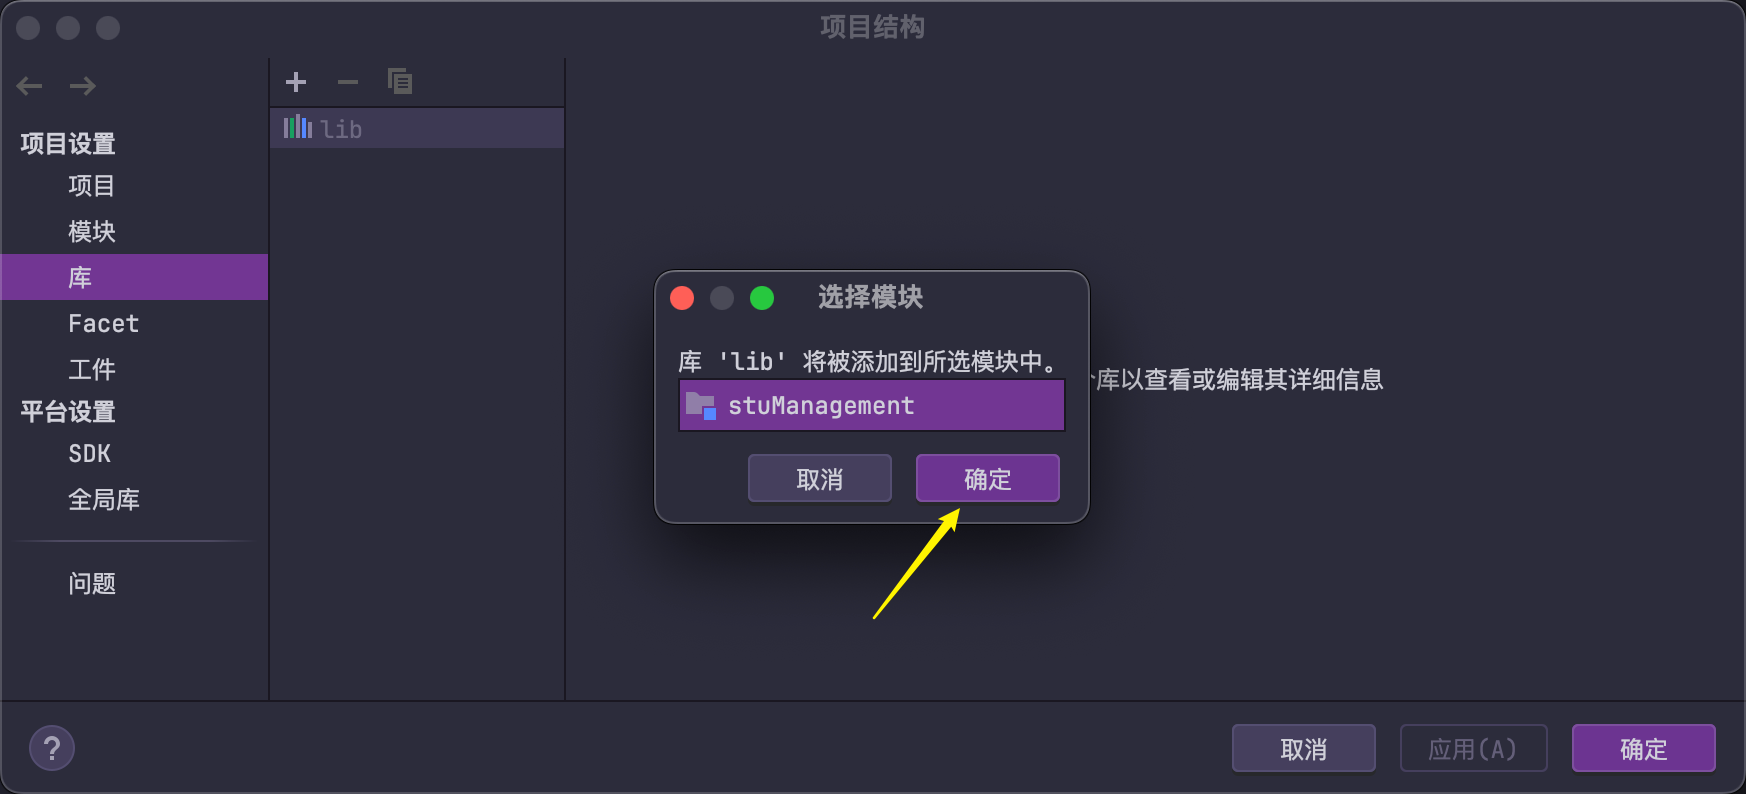 项目结构
项目设置
项目
模块
库
Facet
工件
平台设置
SDK
全局库
问题
lib
选择模块
库 'lib' 将被添加到所选模块中。
stuManagement
取消
确定
库以查看或编辑其详细信息
?
取消
应用(A)
确定